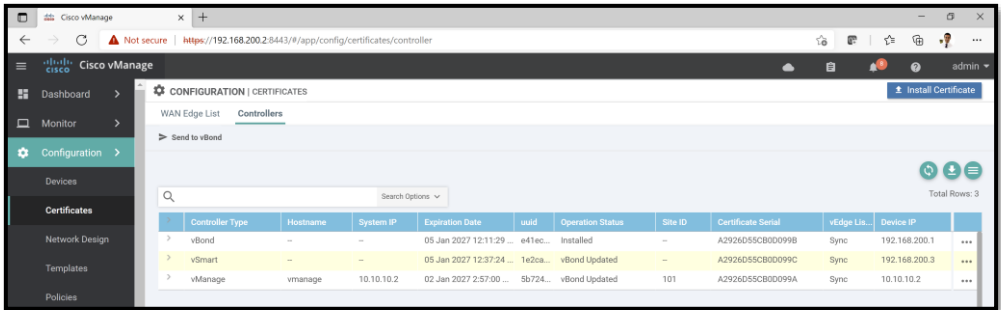 Cisco vManage
Not secure | https://192.168.200.2:8443/#/app/config/certificates/controller
cisco Cisco vManage
admin
Dashboard
Monitor
Configuration
Devices
Certificates
Network Design
Templates
Policies
CONFIGURATION | CERTIFICATES
Install Certificate
WAN Edge List Controllers
Send to vBond
Search Options
Total Rows: 3
Controller Type Hostname System IP Expiration Date uuid Operation Status Site ID Certificate Serial vEdge Lis... Device IP
vBond -- -- 05 Jan 2027 12:11:29 ... e41ec... Installed -- A2926D55CB0D099B Sync 192.168.200.1
vSmart -- -- 05 Jan 2027 12:37:24 ... 1e2ca... vBond Updated -- A2926D55CB0D099C Sync 192.168.200.3
vManage vmanage 10.10.10.2 02 Jan 2027 2:57:00 ... 5b724... vBond Updated 101 A2926D55CB0D099A Sync 10.10.10.2